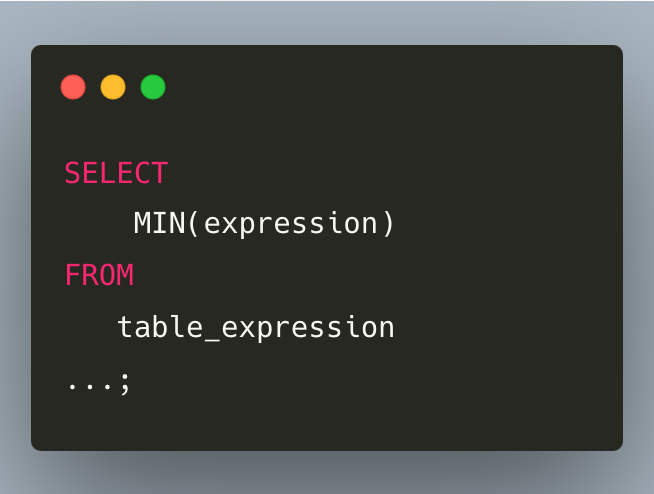 SELECT
    MIN(expression)
FROM
   table_expression
...;